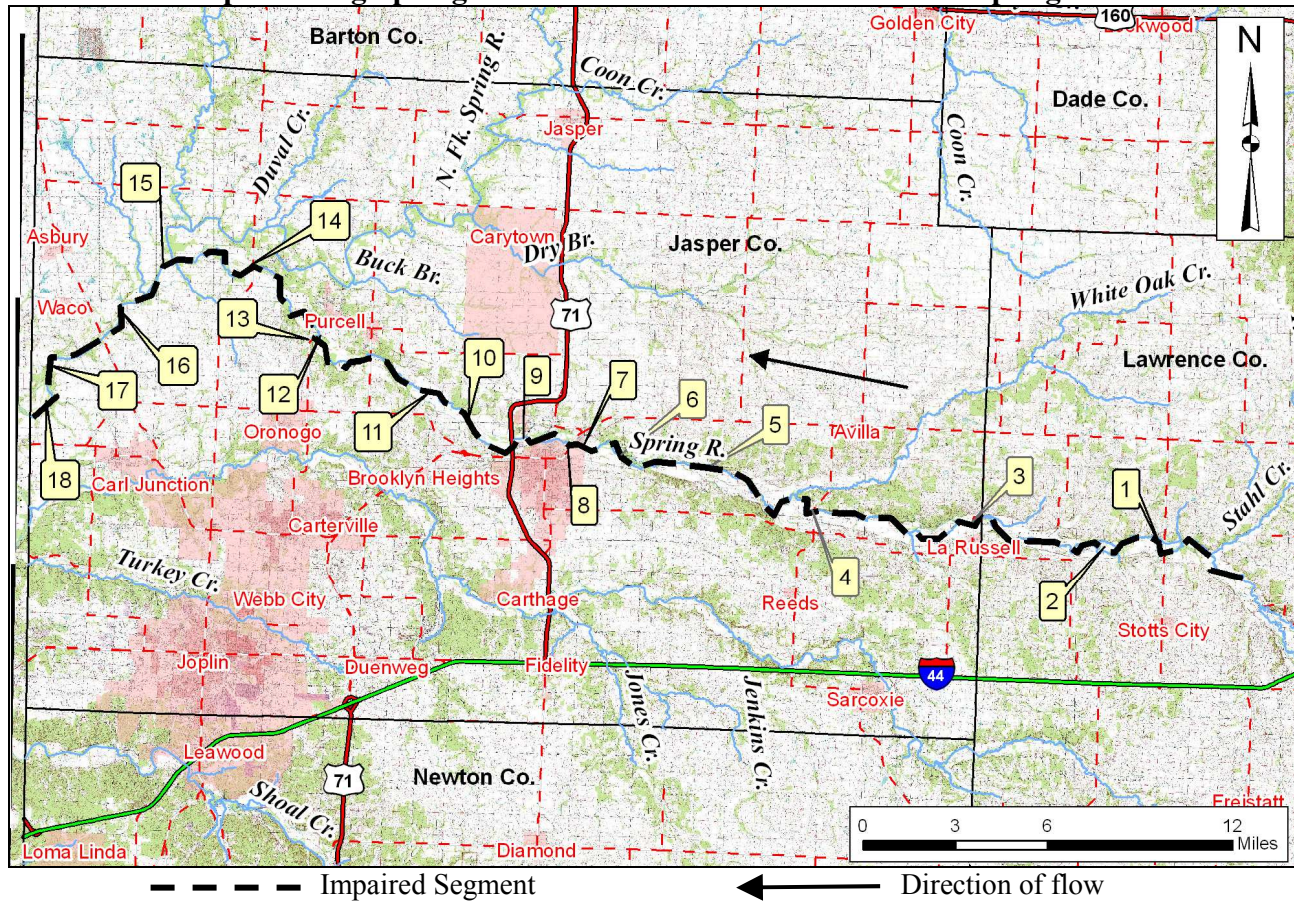 Golden City
160
Barton Co.
N. Fk. Spring R.
Coon Cr.
Dade Co.
N
Duval Cr.
Jasper
Coon Cr.
15
14
Asbury
Carytown
Dry Br.
Jasper Co.
Buck Br.
White Oak Cr.
Waco
71
Lawrence Co.
13
Purcell
16
12
10
9
7
6
5
17
11
Spring R.
Avilla
Oronogo
18
Brooklyn Heights
8
3
1
Stahl Cr.
Carl Junction
Carterville
La Russell
4
2
Turkey Cr.
Webb City
Carthage
Reeds
Stotts City
Joplin
Duenweg
Fidelity
44
Jones Cr.
Jenkins Cr.
Sarcoxie
Leawood
71
Newton Co.
Shoal Cr.
Freistatt
0 3 6 12
Miles
Loma Linda
Diamond
Impaired Segment
Direction of flow